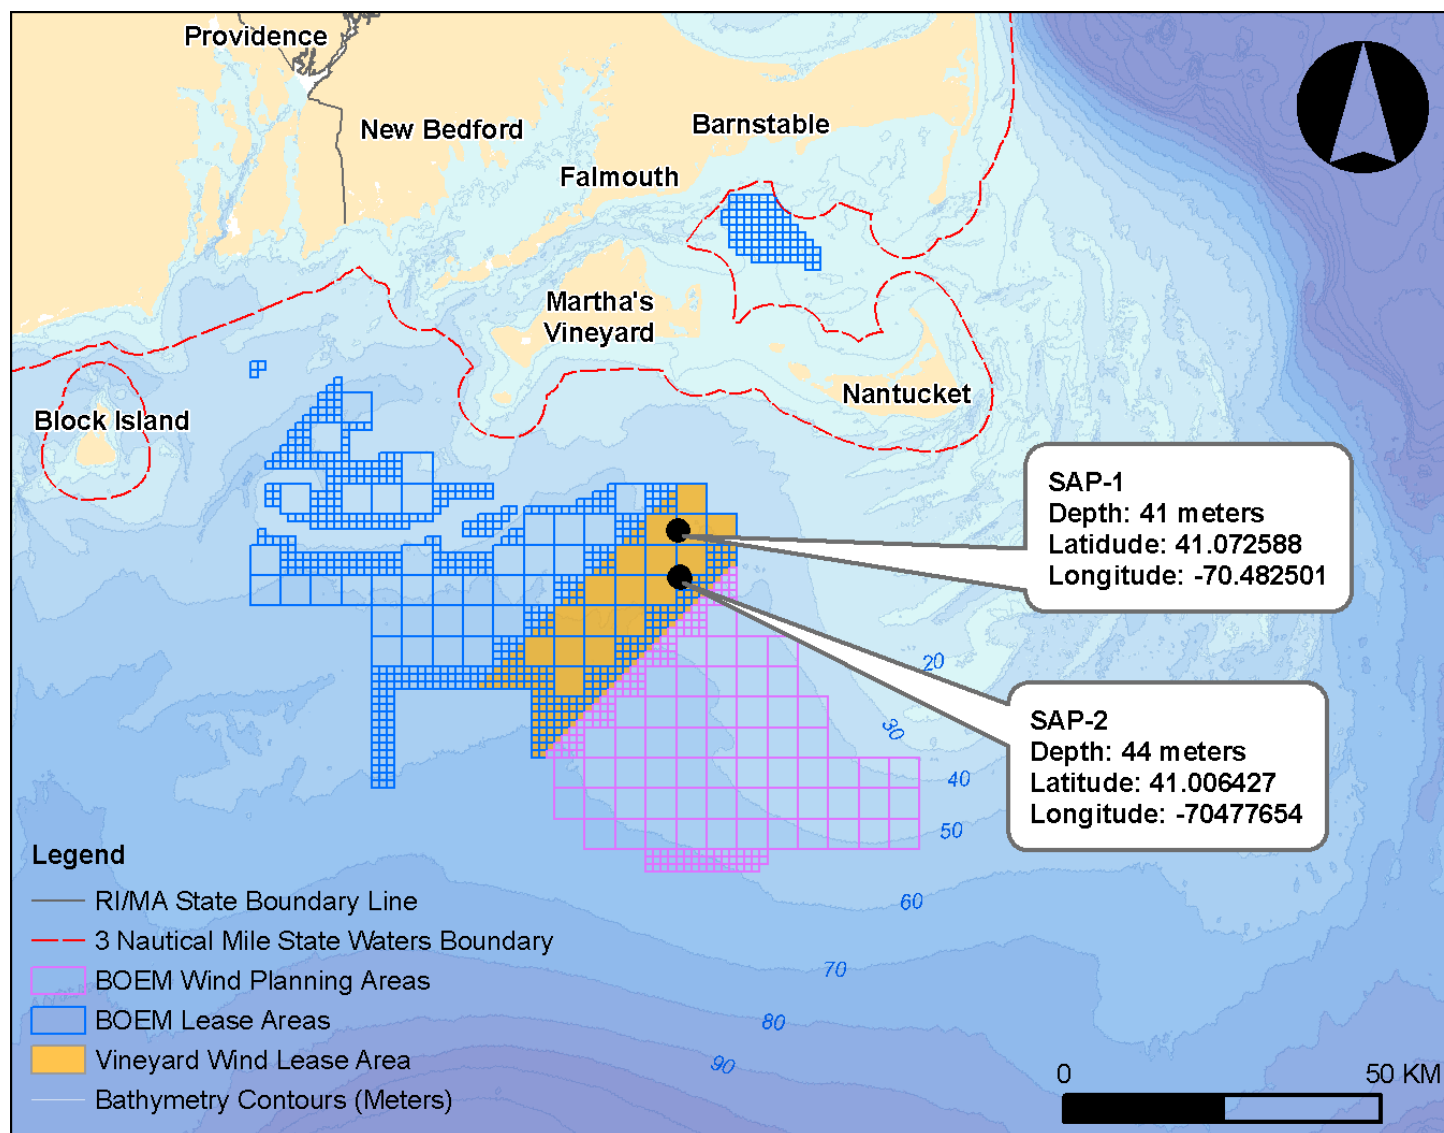 Providence
New Bedford
Barnstable
Falmouth
Martha's
Vineyard
Nantucket
Block Island
SAP-1
Depth: 41 meters
Latidude: 41.072588
Longitude: -70.482501
20
SAP-2
Depth: 44 meters
Latitude: 41.006427
Longitude: -70477654
30
40
50
60
70
80
90
Legend
RI/MA State Boundary Line
3 Nautical Mile State Waters Boundary
BOEM Wind Planning Areas
BOEM Lease Areas
Vineyard Wind Lease Area
Bathymetry Contours (Meters)
0 50 KM